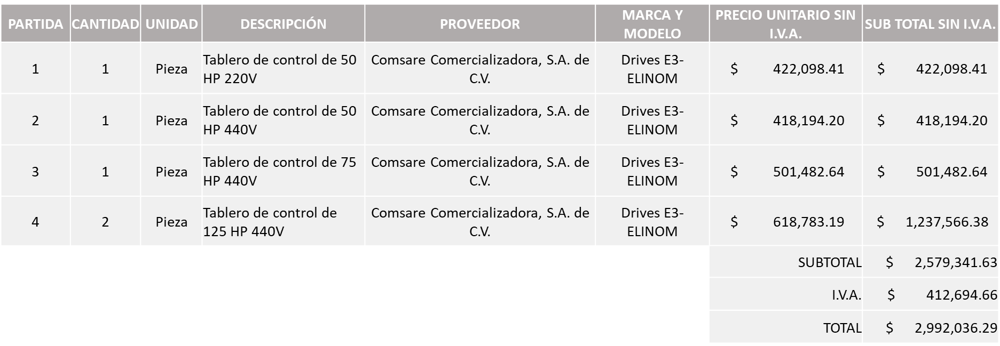 PARTIDA CANTIDAD UNIDAD DESCRIPCIÓN PROVEEDOR MARCA Y MODELO PRECIO UNITARIO SIN I.V.A. SUB TOTAL SIN I.V.A.
1 1 Pieza Tablero de control de 50 HP 220V Comsare Comercializadora, S.A. de C.V. Drives E3-ELINOM $ 422,098.41 $ 422,098.41
2 1 Pieza Tablero de control de 50 HP 440V Comsare Comercializadora, S.A. de C.V. Drives E3-ELINOM $ 418,194.20 $ 418,194.20
3 1 Pieza Tablero de control de 75 HP 440V Comsare Comercializadora, S.A. de C.V. Drives E3-ELINOM $ 501,482.64 $ 501,482.64
4 2 Pieza Tablero de control de 125 HP 440V Comsare Comercializadora, S.A. de C.V. Drives E3-ELINOM $ 618,783.19 $ 1,237,566.38
SUBTOTAL $ 2,579,341.63
I.V.A. $ 412,694.66
TOTAL $ 2,992,036.29